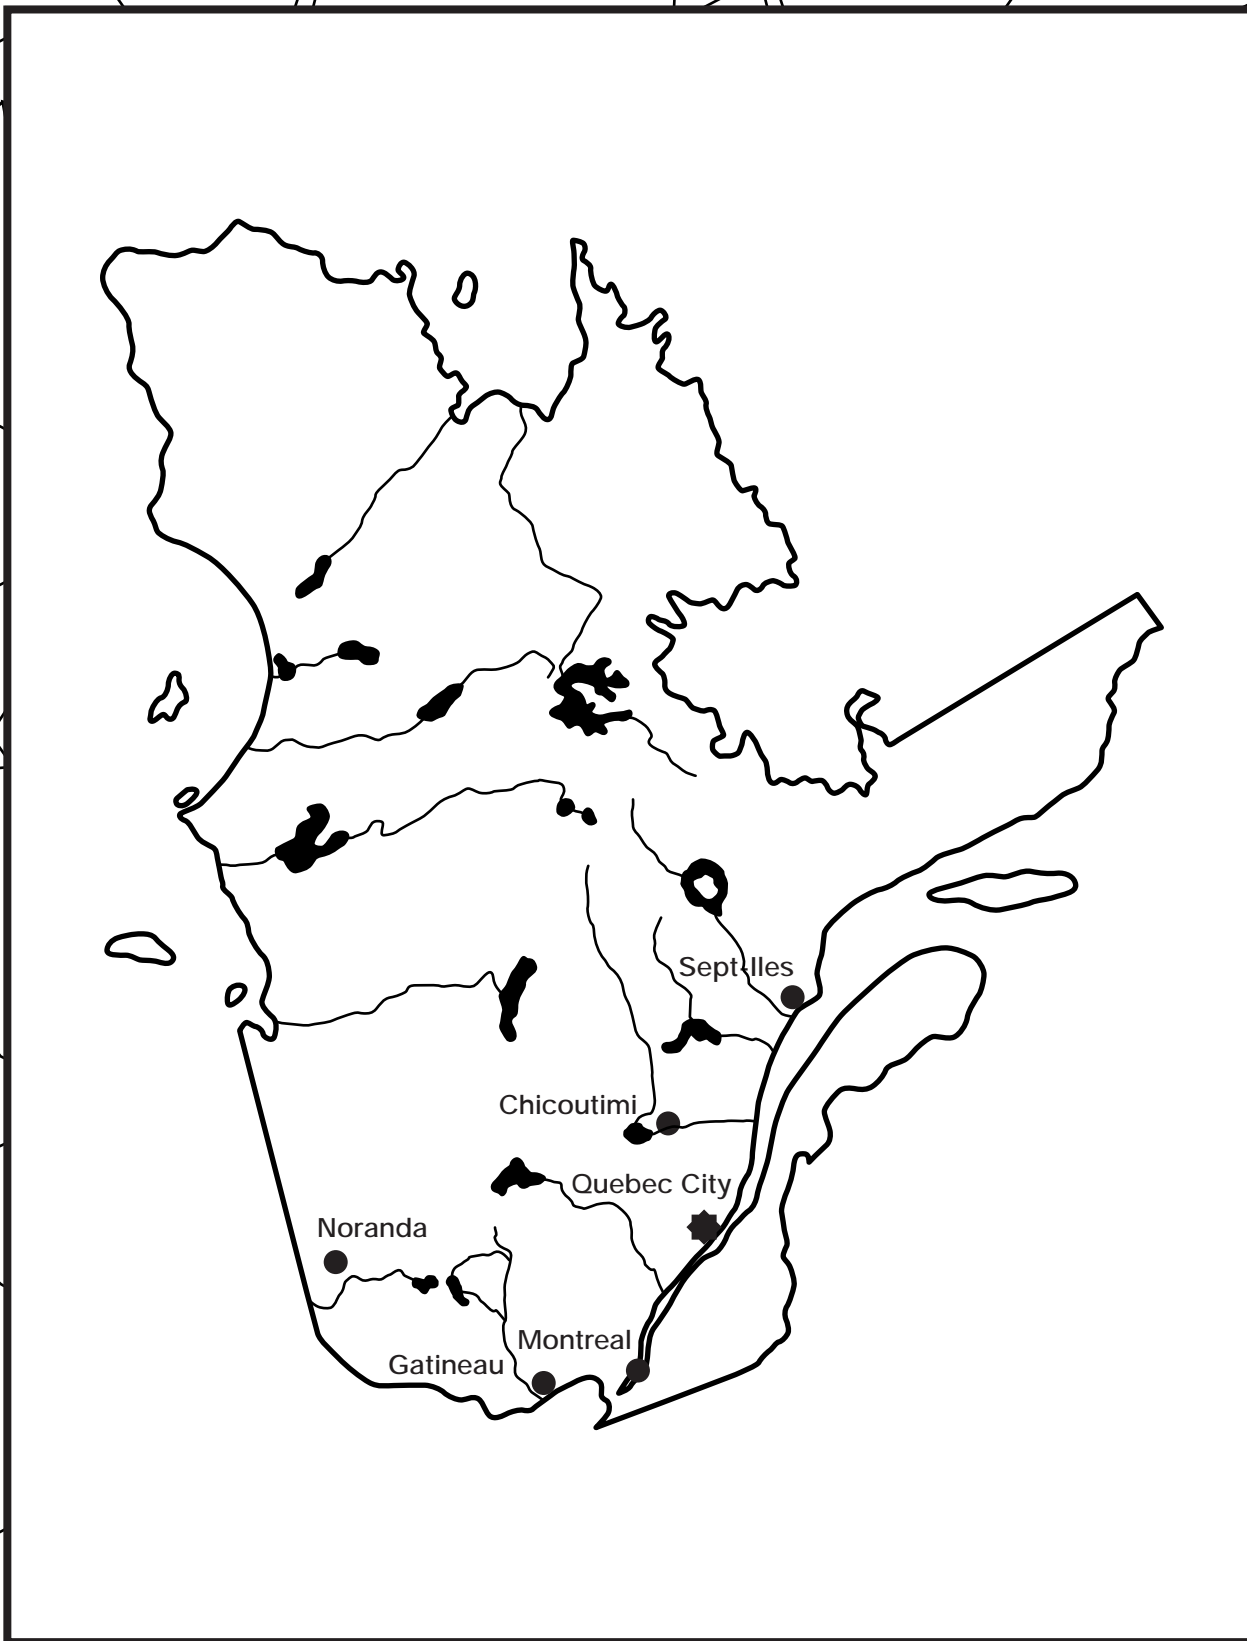 Sept-Iles
Chicoutimi
Quebec City
Noranda
Montreal
Gatineau